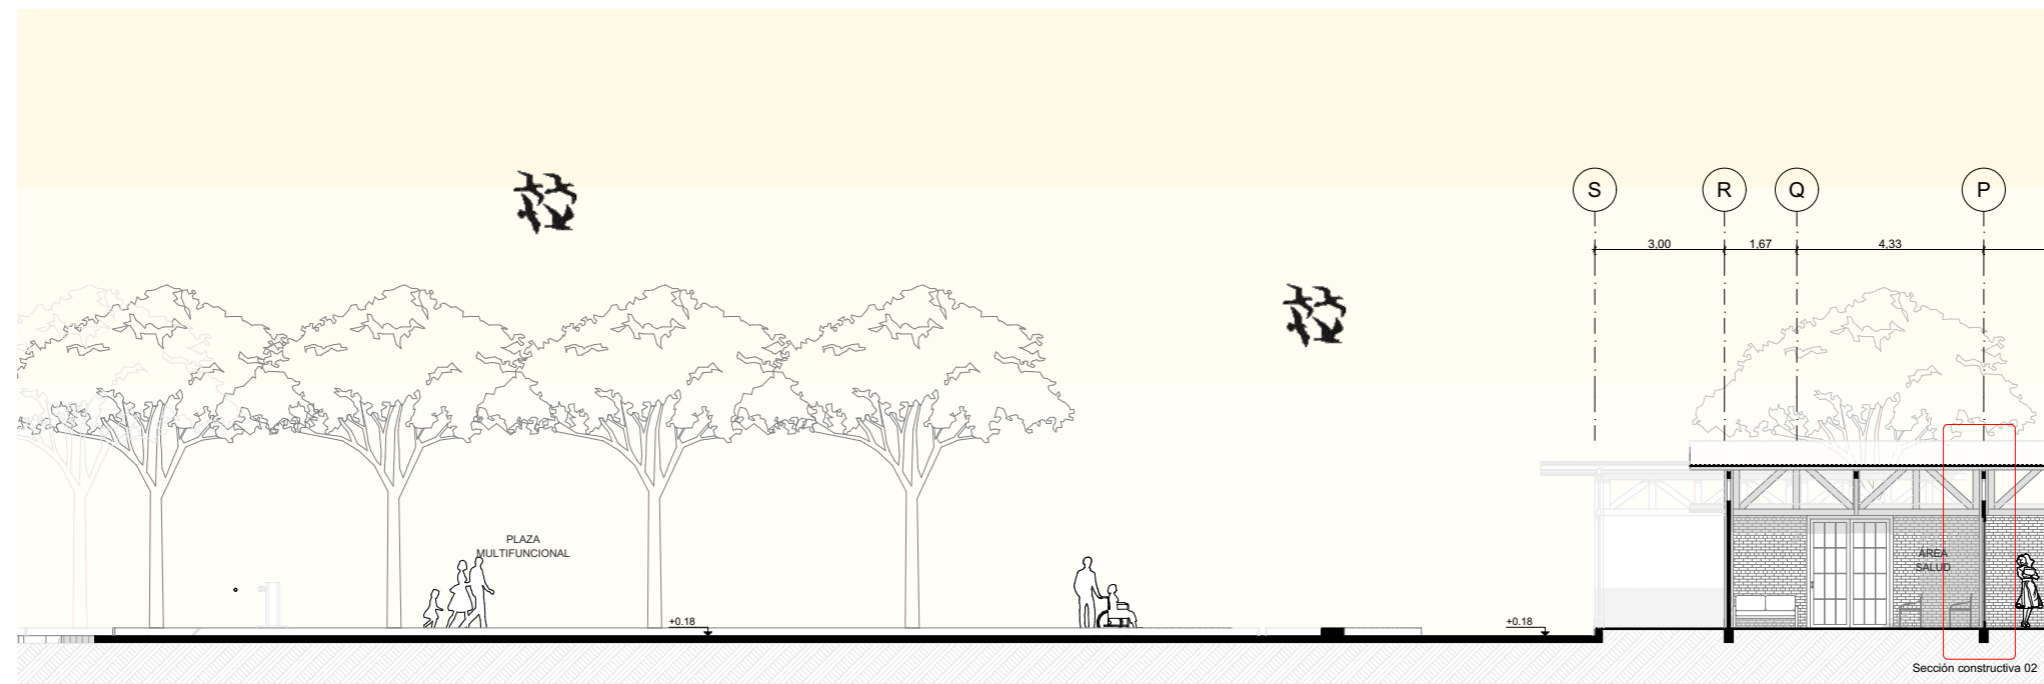 S R Q P
3,00 1,67 4,33
PLAZA
MULTIFUNCIONAL
ÁREA
SALUD
+0.18
+0.18
Sección constructiva 02